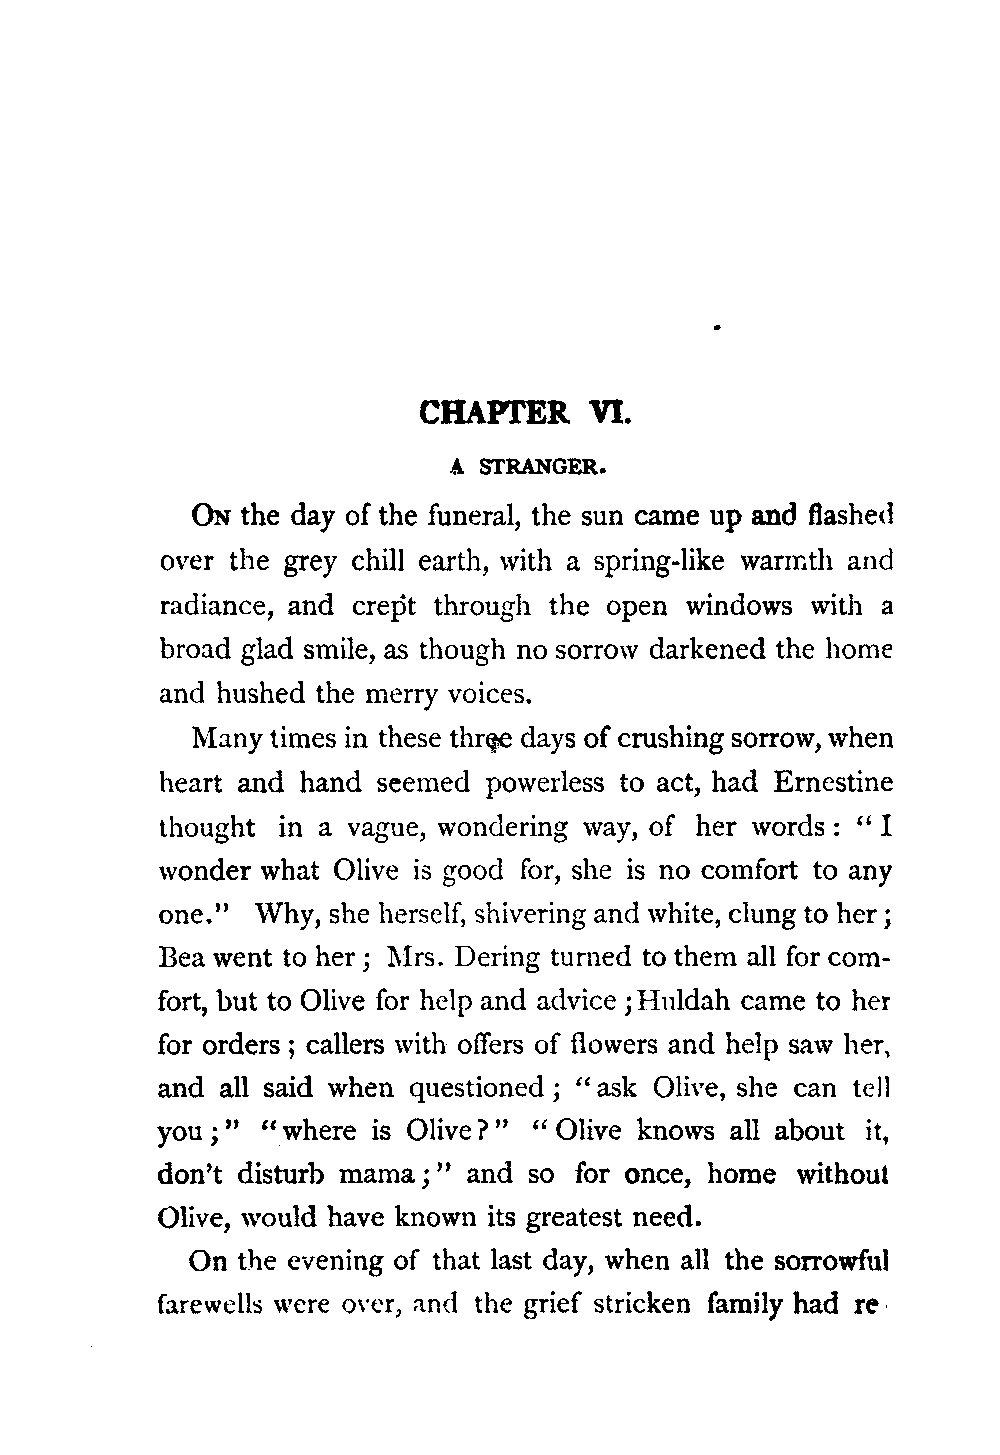 CHAPTER VI.
A STRANGER.
ON the day of the funeral, the sun came up and flashed
over the grey chill earth, with a spring-like warmth and
radiance, and crept through the open windows with a
broad glad smile, as though no sorrow darkened the home
and hushed the merry voices.
Many times in these three days of crushing sorrow, when
heart and hand seemed powerless to act, had Ernestine
thought in a vague, wondering way, of her words : " I
wonder what Olive is good for, she is no comfort to any
one." Why, she herself, shivering and white, clung to her ;
Bea went to her ; Mrs. Dering turned to them all for com-
fort, but to Olive for help and advice ; Huldah came to her
for orders ; callers with offers of flowers and help saw her,
and all said when questioned ; " ask Olive, she can tell
you ; " " where is Olive ? " " Olive knows all about it,
don't disturb mama ; " and so for once, home without
Olive, would have known its greatest need.
On the evening of that last day, when all the sorrowful
farewells were over, and the grief stricken family had re-